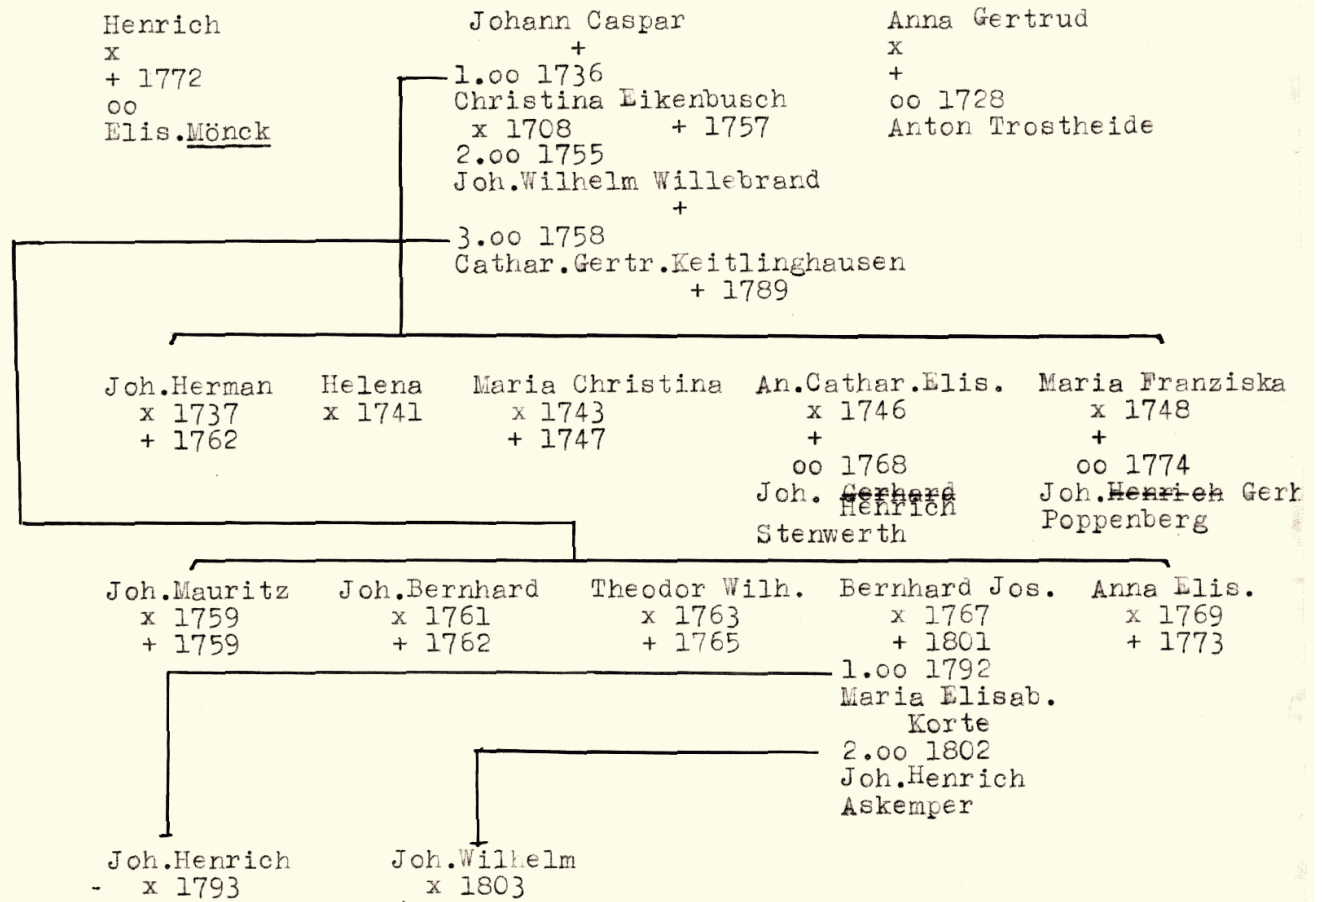 Henrich
x
+ 1772
oo
Elis.Mönck
Johann Caspar
+
1.oo 1736
Christina Eikenbusch
x 1708 + 1757
2.oo 1755
Joh.Wilhelm Willebrand
+
3.oo 1758
Cathar.Gertr.Keitlinghausen
+ 1789
Anna Gertrud
x
+
oo 1728
Anton Trostheide
Joh.Herman
x 1737
+ 1762
Helena
x 1741
Maria Christina
x 1743
+ 1747
An.Cathar.Elis.
x 1746
+
oo 1768
Joh. Gerhard
Henrich
Stenwerth
Maria Franziska
x 1748
+
oo 1774
Joh.Henrich Gerh
Poppenberg
Joh.Mauritz
x 1759
+ 1759
Joh.Bernhard
x 1761
+ 1762
Theodor Wilh.
x 1763
+ 1765
Bernhard Jos.
x 1767
+ 1801
1.oo 1792
Maria Elisab.
Korte
2.oo 1802
Joh.Henrich
Askemper
Anna Elis.
x 1769
+ 1773
Joh.Henrich
- x 1793
Joh.Wilhelm
x 1803